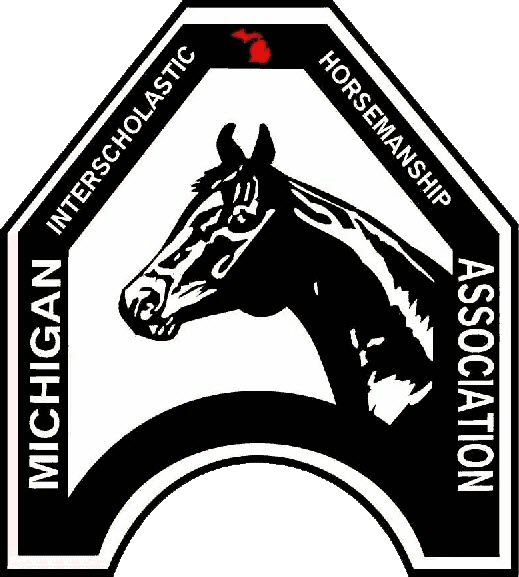 MICHIGAN
INTERSCHOLASTIC
HORSEMANSHIP
ASSOCIATION